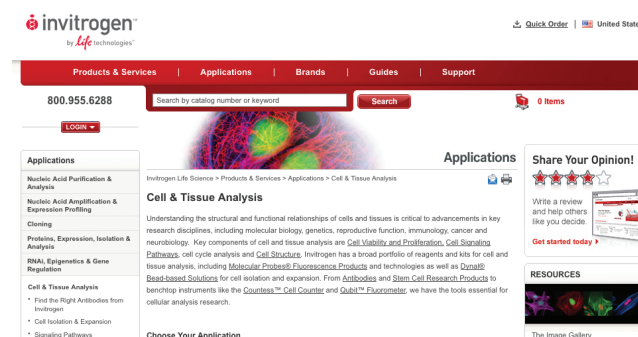 invitrogen™
by life technologies™
Quick Order | United State
Products & Services | Applications | Brands | Guides | Support
800.955.6288
Search by catalog number or keyword
Search
0 Items
LOGIN
Applications
Applications
Nucleic Acid Purification &
Analysis
Nucleic Acid Amplification &
Expression Profiling
Cloning
Proteins, Expression, Isolation &
Analysis
RNAi, Epigenetics & Gene
Regulation
Cell & Tissue Analysis
Find the Right Antibodies from
Invitrogen
Cell Isolation & Expansion
Signaling Pathways
Invitrogen Life Science > Products & Services > Applications > Cell & Tissue Analysis
Cell & Tissue Analysis
Understanding the structural and functional relationships of cells and tissues is critical to advancements in key
research disciplines, including molecular biology, genetics, reproductive function, immunology, cancer and
neurobiology. Key components of cell and tissue analysis are Cell Viability and Proliferation, Cell Signaling
Pathways, cell cycle analysis and Cell Structure. Invitrogen has a broad portfolio of reagents and kits for cell and
tissue analysis, including Molecular Probes® Fluorescence Products and technologies as well as Dynal®
Bead-based Solutions for cell isolation and expansion. From Antibodies and Stem Cell Research Products to
benchtop instruments like the Countess™ Cell Counter and Qubit™ Fluorometer, we have the tools essential for
cellular analysis research.
Choose Your Application
Share Your Opinion!
Write a review
and help others
like you decide.
Get started today
RESOURCES
The Image Gallery